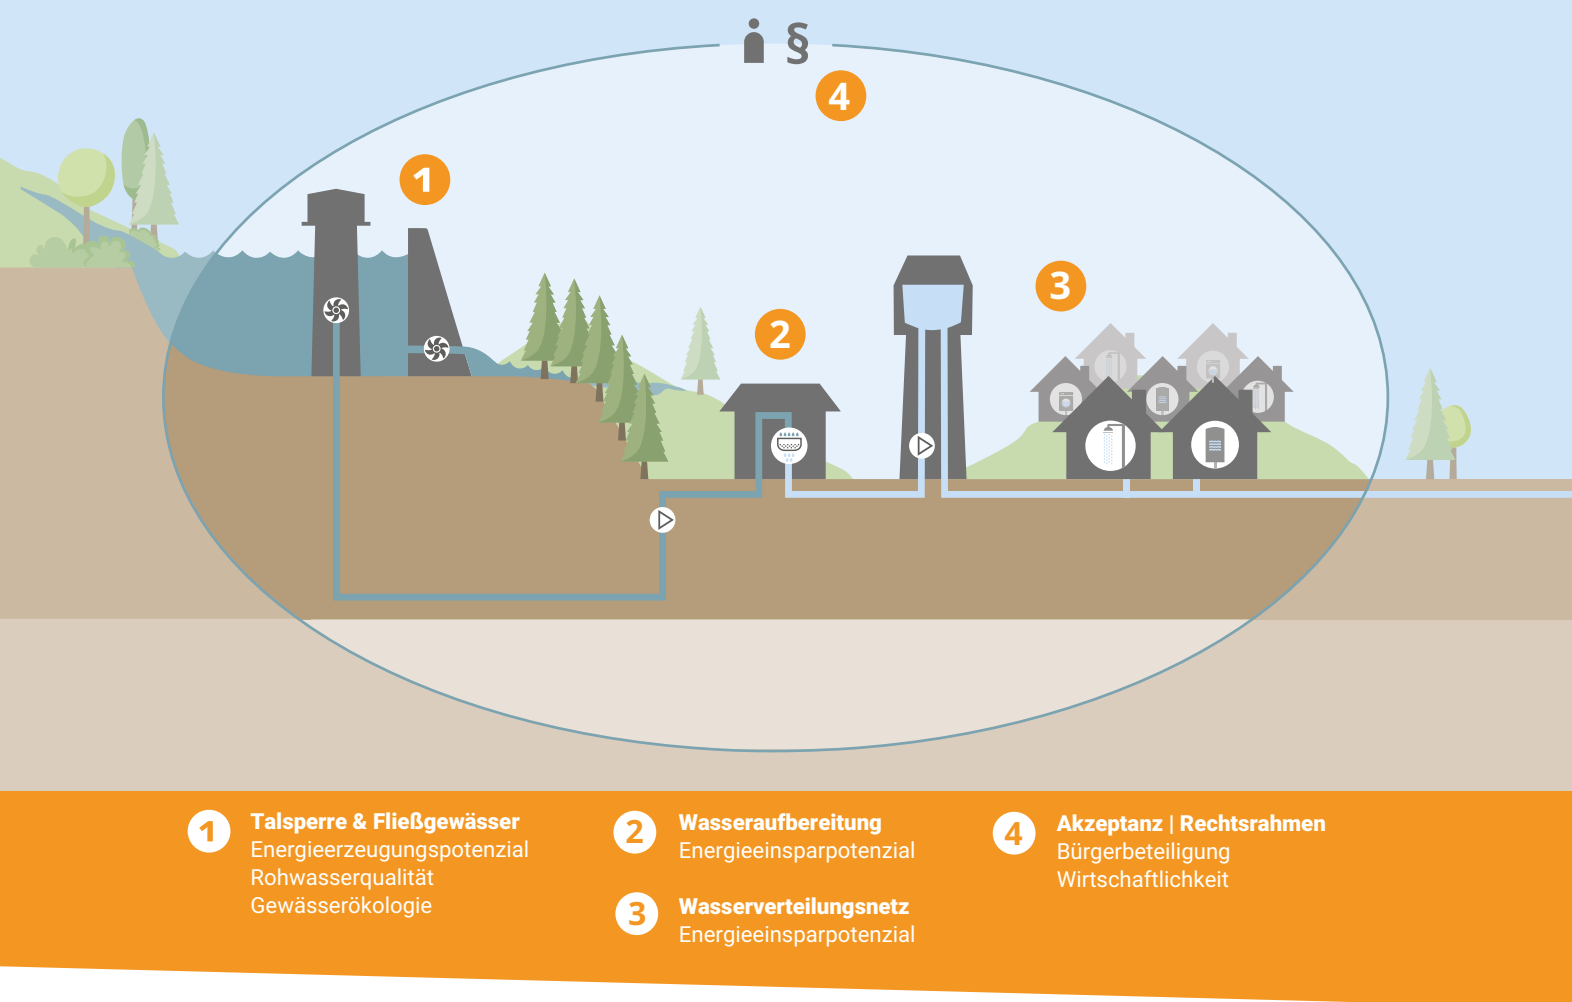 §
4
1
2
3
1
Talsperre & Fließgewässer
Energieerzeugungspotenzial
Rohwasserqualität
Gewässerökologie
2
Wasseraufbereitung
Energieeinsparpotenzial
3
Wasserverteilungsnetz
Energieeinsparpotenzial
4
Akzeptanz | Rechtsrahmen
Bürgerbeteiligung
Wirtschaftlichkeit